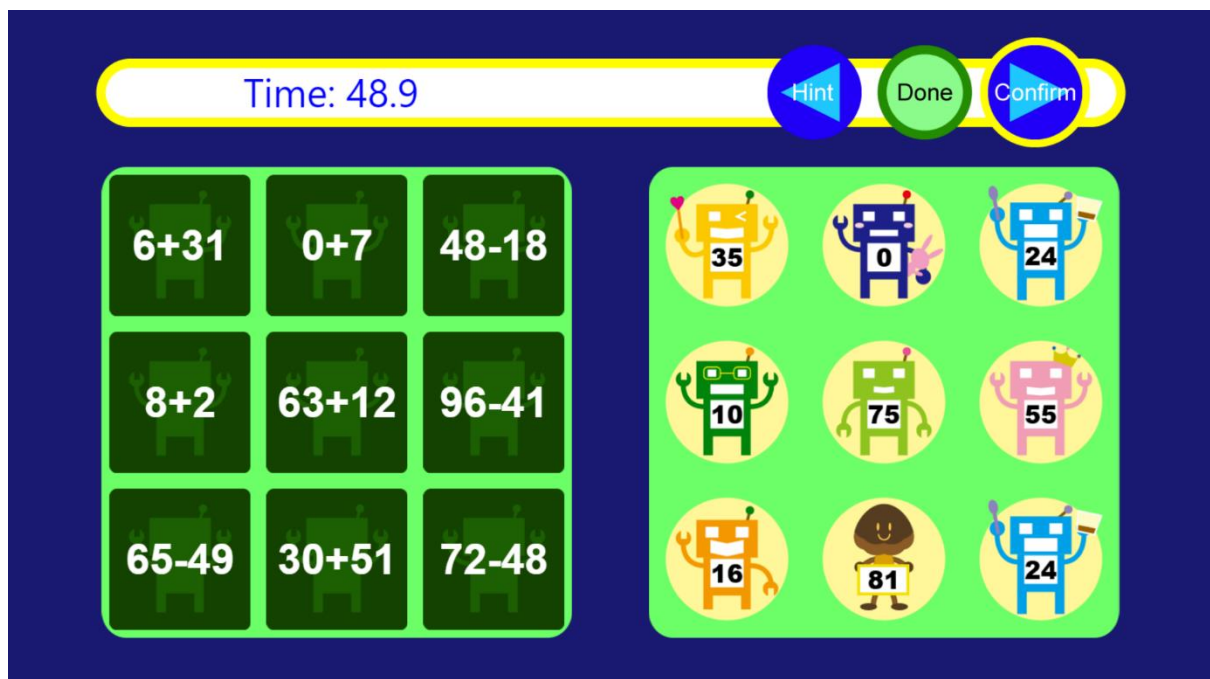 Time: 48.9
Hint
Done
Confirm
6+31 0+7 48-18
8+2 63+12 96-41
65-49 30+51 72-48
35 0 24
10 75 55
16 81 24